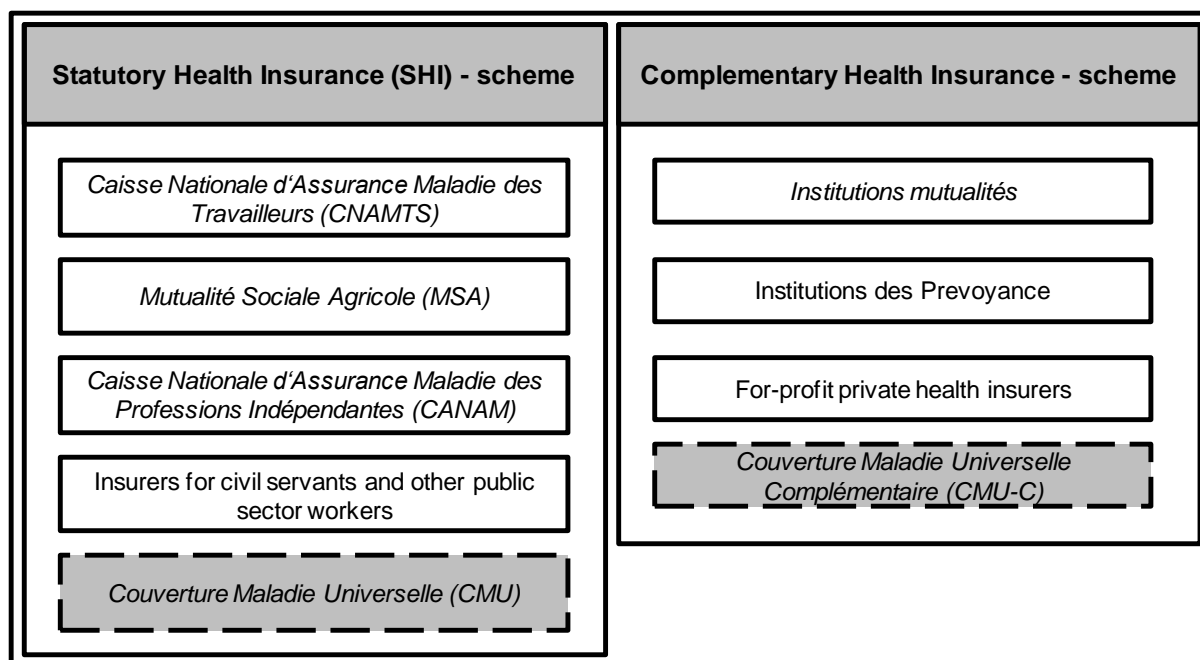 Statutory Health Insurance (SHI) - scheme
Caisse Nationale d‘Assurance Maladie des
Travailleurs (CNAMTS)
Mutualité Sociale Agricole (MSA)
Caisse Nationale d‘Assurance Maladie des
Professions Indépendantes (CANAM)
Insurers for civil servants and other public
sector workers
Couverture Maladie Universelle (CMU)
Complementary Health Insurance - scheme
Institutions mutualités
Institutions des Prevoyance
For-profit private health insurers
Couverture Maladie Universelle
Complémentaire (CMU-C)